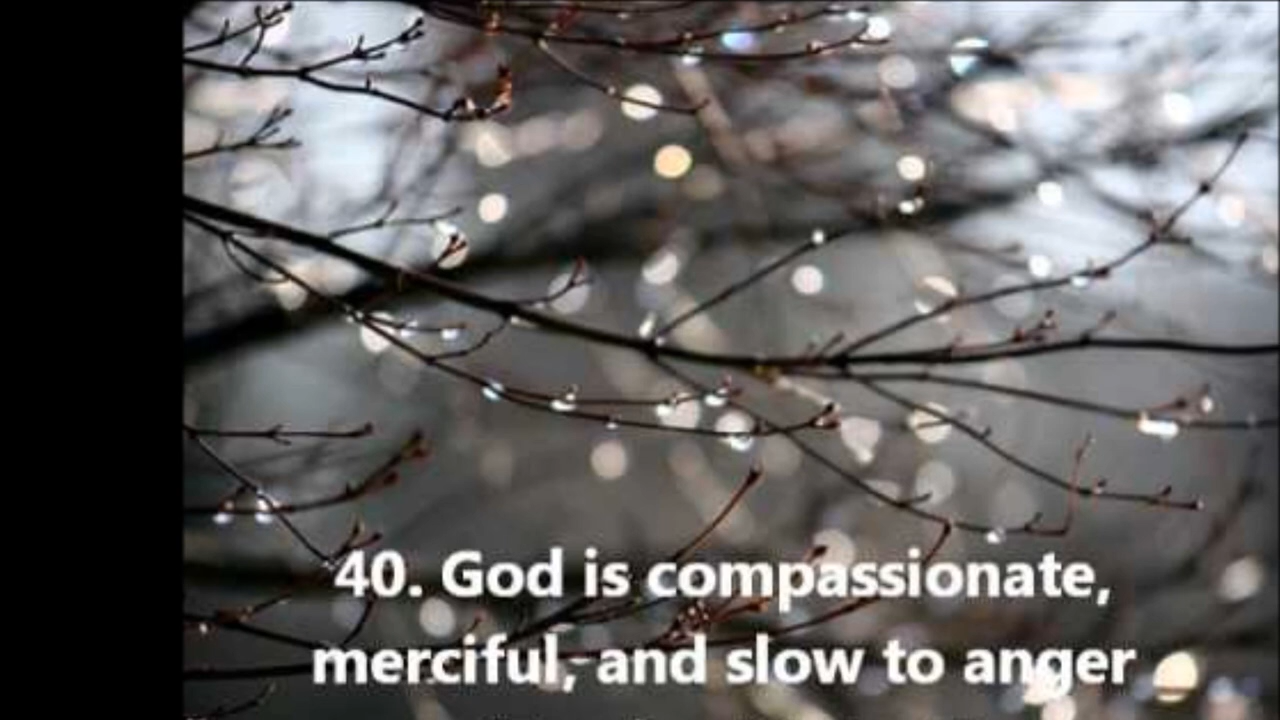 40. God is compassionate,
merciful, and slow to anger